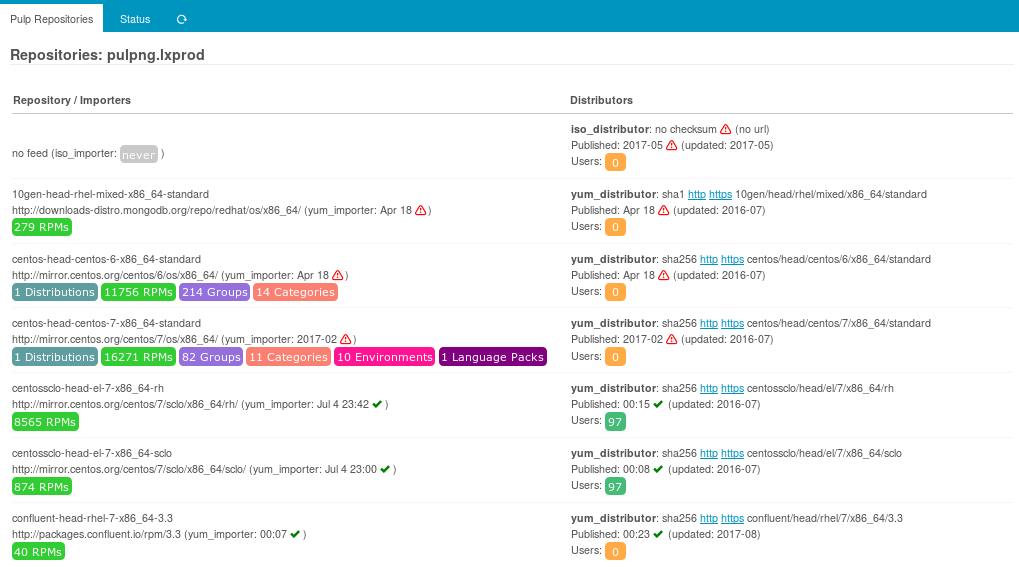 Pulp Repositories Status
Repositories: pulpng.lxprod
Repository / Importers Distributors
iso_distributor: no checksum (no url)
no feed (iso_importer: never ) Published: 2017-05 (updated: 2017-05)
Users: 0
10gen-head-rhel-mixed-x86_64-standard yum_distributor: sha1 http https 10gen/head/rhel/mixed/x86_64/standard
http://downloads-distro.mongodb.org/repo/redhat/os/x86_64/ (yum_importer: Apr 18 ) Published: Apr 18 (updated: 2016-07)
279 RPMs Users: 0
centos-head-centos-6-x86_64-standard yum_distributor: sha256 http https centos/head/centos/6/x86_64/standard
http://mirror.centos.org/centos/6/os/x86_64/ (yum_importer: Apr 18 ) Published: Apr 18 (updated: 2016-07)
1 Distributions 11756 RPMs 214 Groups 14 Categories Users: 0
centos-head-centos-7-x86_64-standard yum_distributor: sha256 http https centos/head/centos/7/x86_64/standard
http://mirror.centos.org/centos/7/os/x86_64/ (yum_importer: 2017-02 ) Published: 2017-02 (updated: 2016-07)
1 Distributions 16271 RPMs 82 Groups 11 Categories 10 Environments 1 Language Packs Users: 0
centossclo-head-el-7-x86_64-rh yum_distributor: sha256 http https centossclo/head/el/7/x86_64/rh
http://mirror.centos.org/centos/7/sclo/x86_64/rh/ (yum_importer: Jul 4 23:42 ) Published: 00:15 (updated: 2016-07)
8565 RPMs Users: 97
centossclo-head-el-7-x86_64-sclo yum_distributor: sha256 http https centossclo/head/el/7/x86_64/sclo
http://mirror.centos.org/centos/7/sclo/x86_64/sclo/ (yum_importer: Jul 4 23:00 ) Published: 00:08 (updated: 2016-07)
874 RPMs Users: 97
confluent-head-rhel-7-x86_64-3.3 yum_distributor: sha256 http https confluent/head/rhel/7/x86_64/3.3
http://packages.confluent.io/rpm/3.3 (yum_importer: 00:07 ) Published: 00:23 (updated: 2017-08)
40 RPMs Users: 0